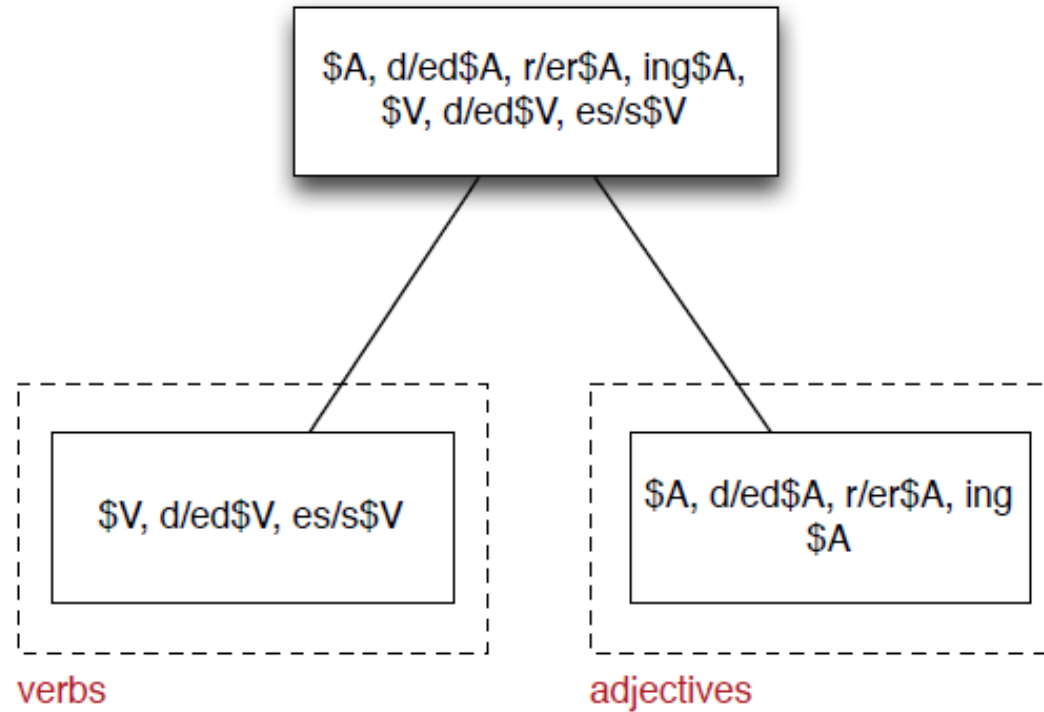 $A, d/ed$A, r/er$A, ing$A,
$V, d/ed$V, es/s$V
$V, d/ed$V, es/s$V
$A, d/ed$A, r/er$A, ing
$A
verbs
adjectives